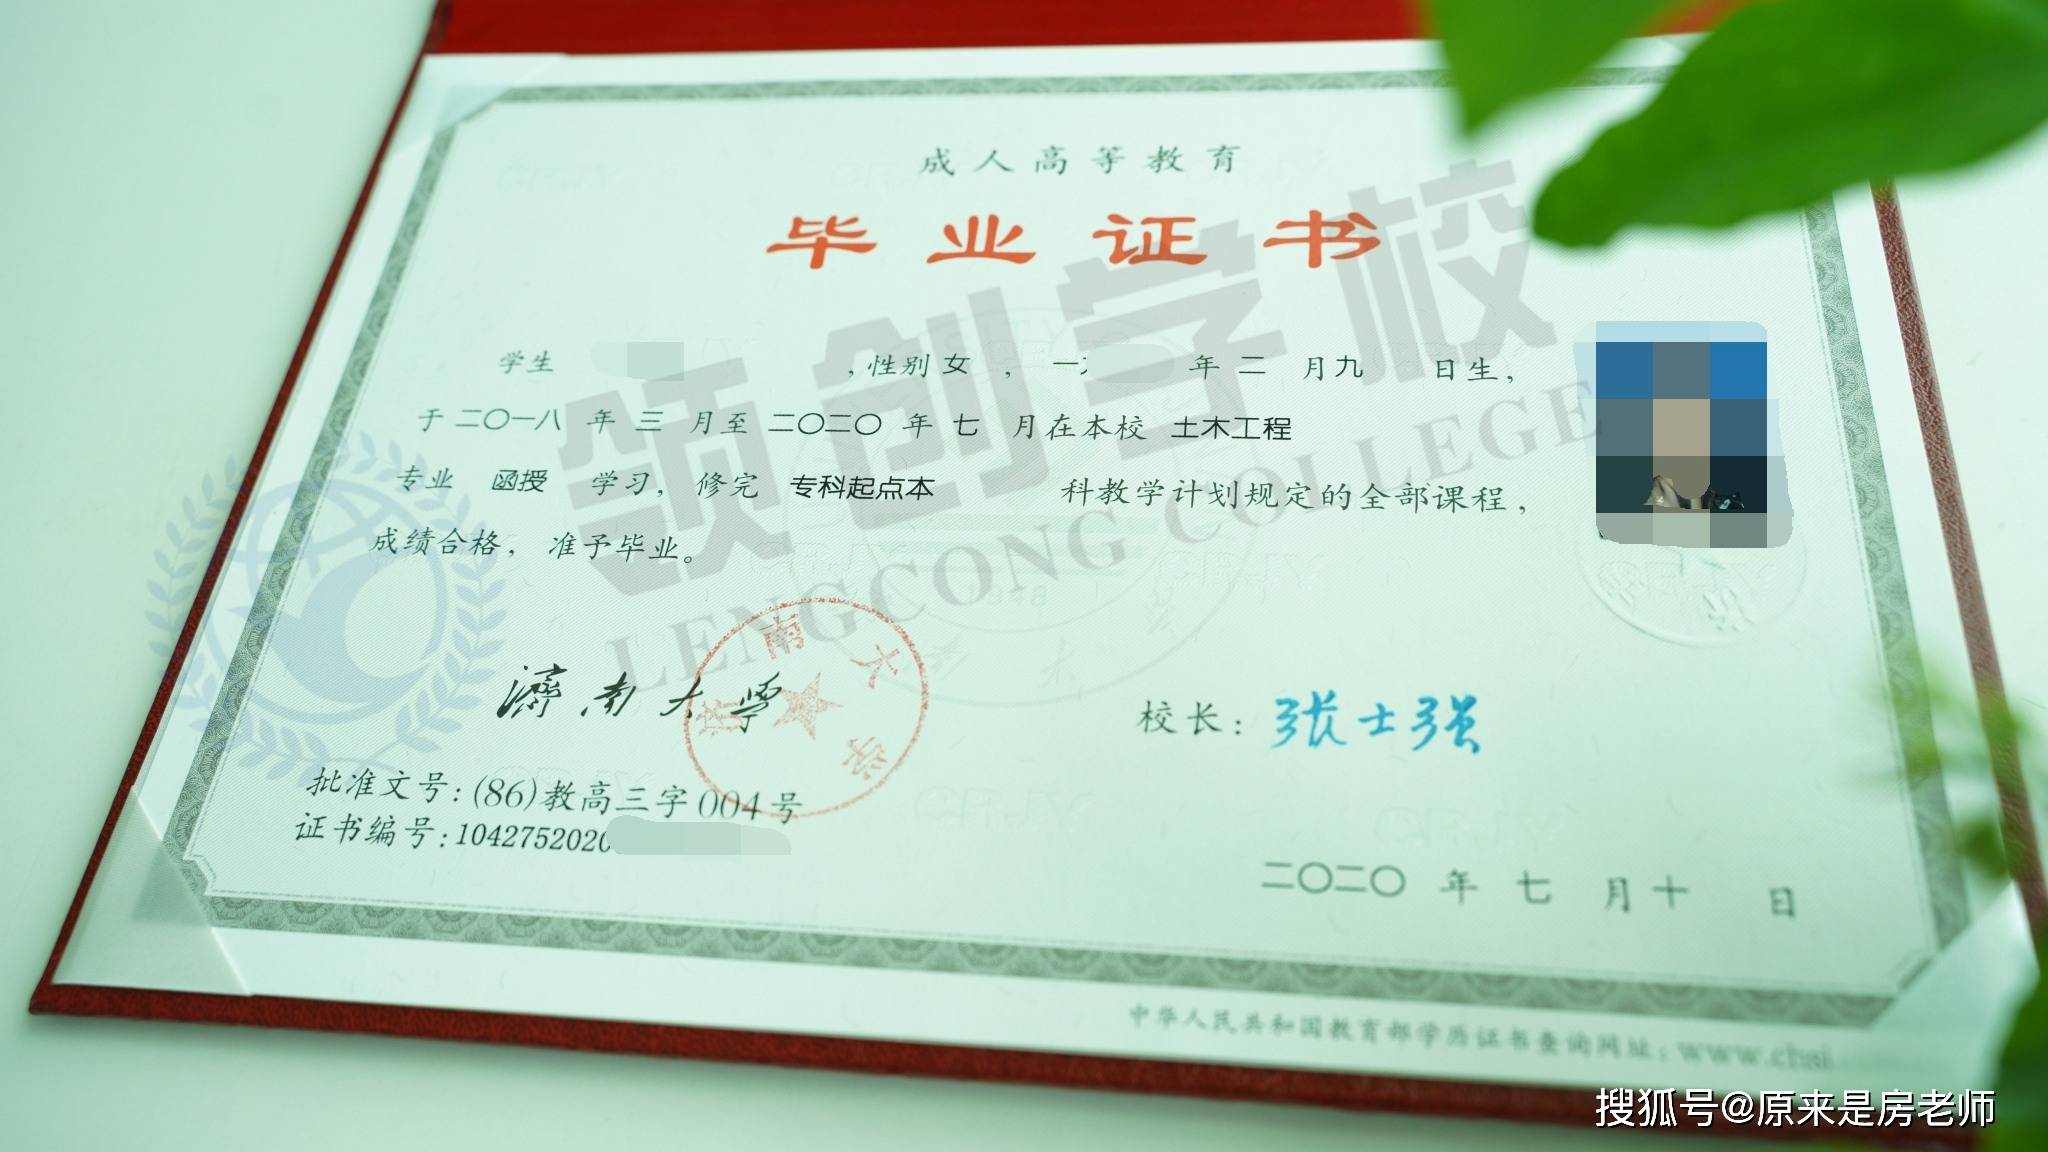 成人高等教育
毕业证书
学生 ,性别 女 , 一 年 二 月九 日生,
于 二〇一八 年 三 月至 二〇二〇 年 七 月在本校 土木工程
专业 函授 学习, 修完 专科起点本 科教学计划规定的全部课程,
成绩合格, 准予毕业。
领创学校
LENGCONG COLLEGE
濟南大學
济南大学
校长: 张士强
批准文号:(86)教高三字004号
证书编号:1042752020
二〇二〇 年 七 月十 日
中华人民共和国教育部学历证书查询网址:www.chsi
搜狐号@原来是房老师